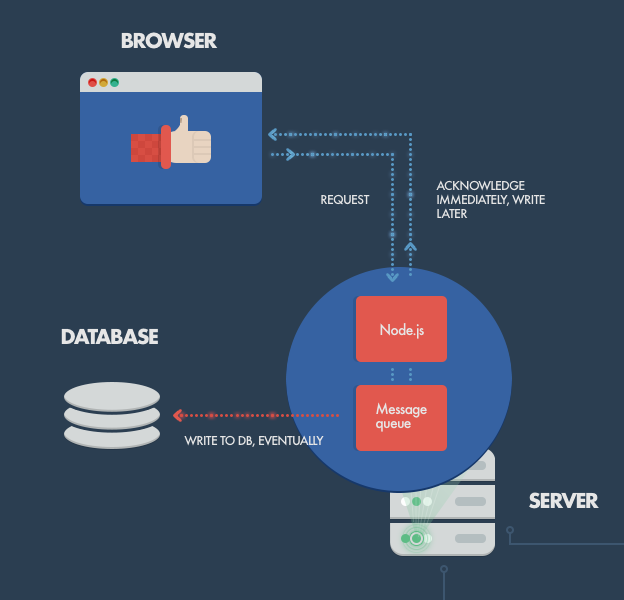 BROWSER
REQUEST
ACKNOWLEDGE
IMMEDIATELY, WRITE
LATER
Node.js
DATABASE
Message
queue
WRITE TO DB, EVENTUALLY
SERVER